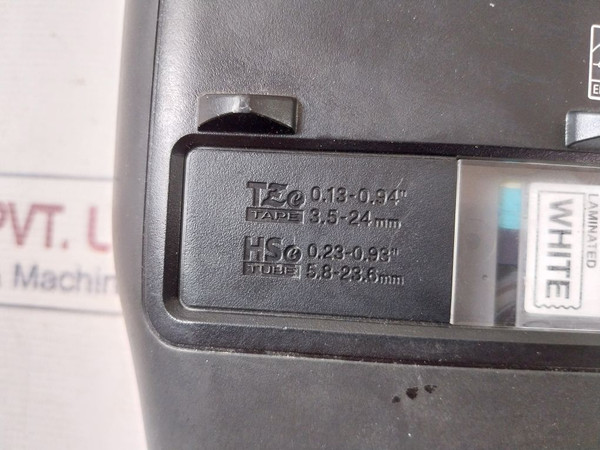 TZe 0.13-0.94"
TAPE 3.5-24mm
HSe 0.23-0.93"
TUBE 5.8-23.6mm
LAMINATED
WHITE
PVT. L
Machin